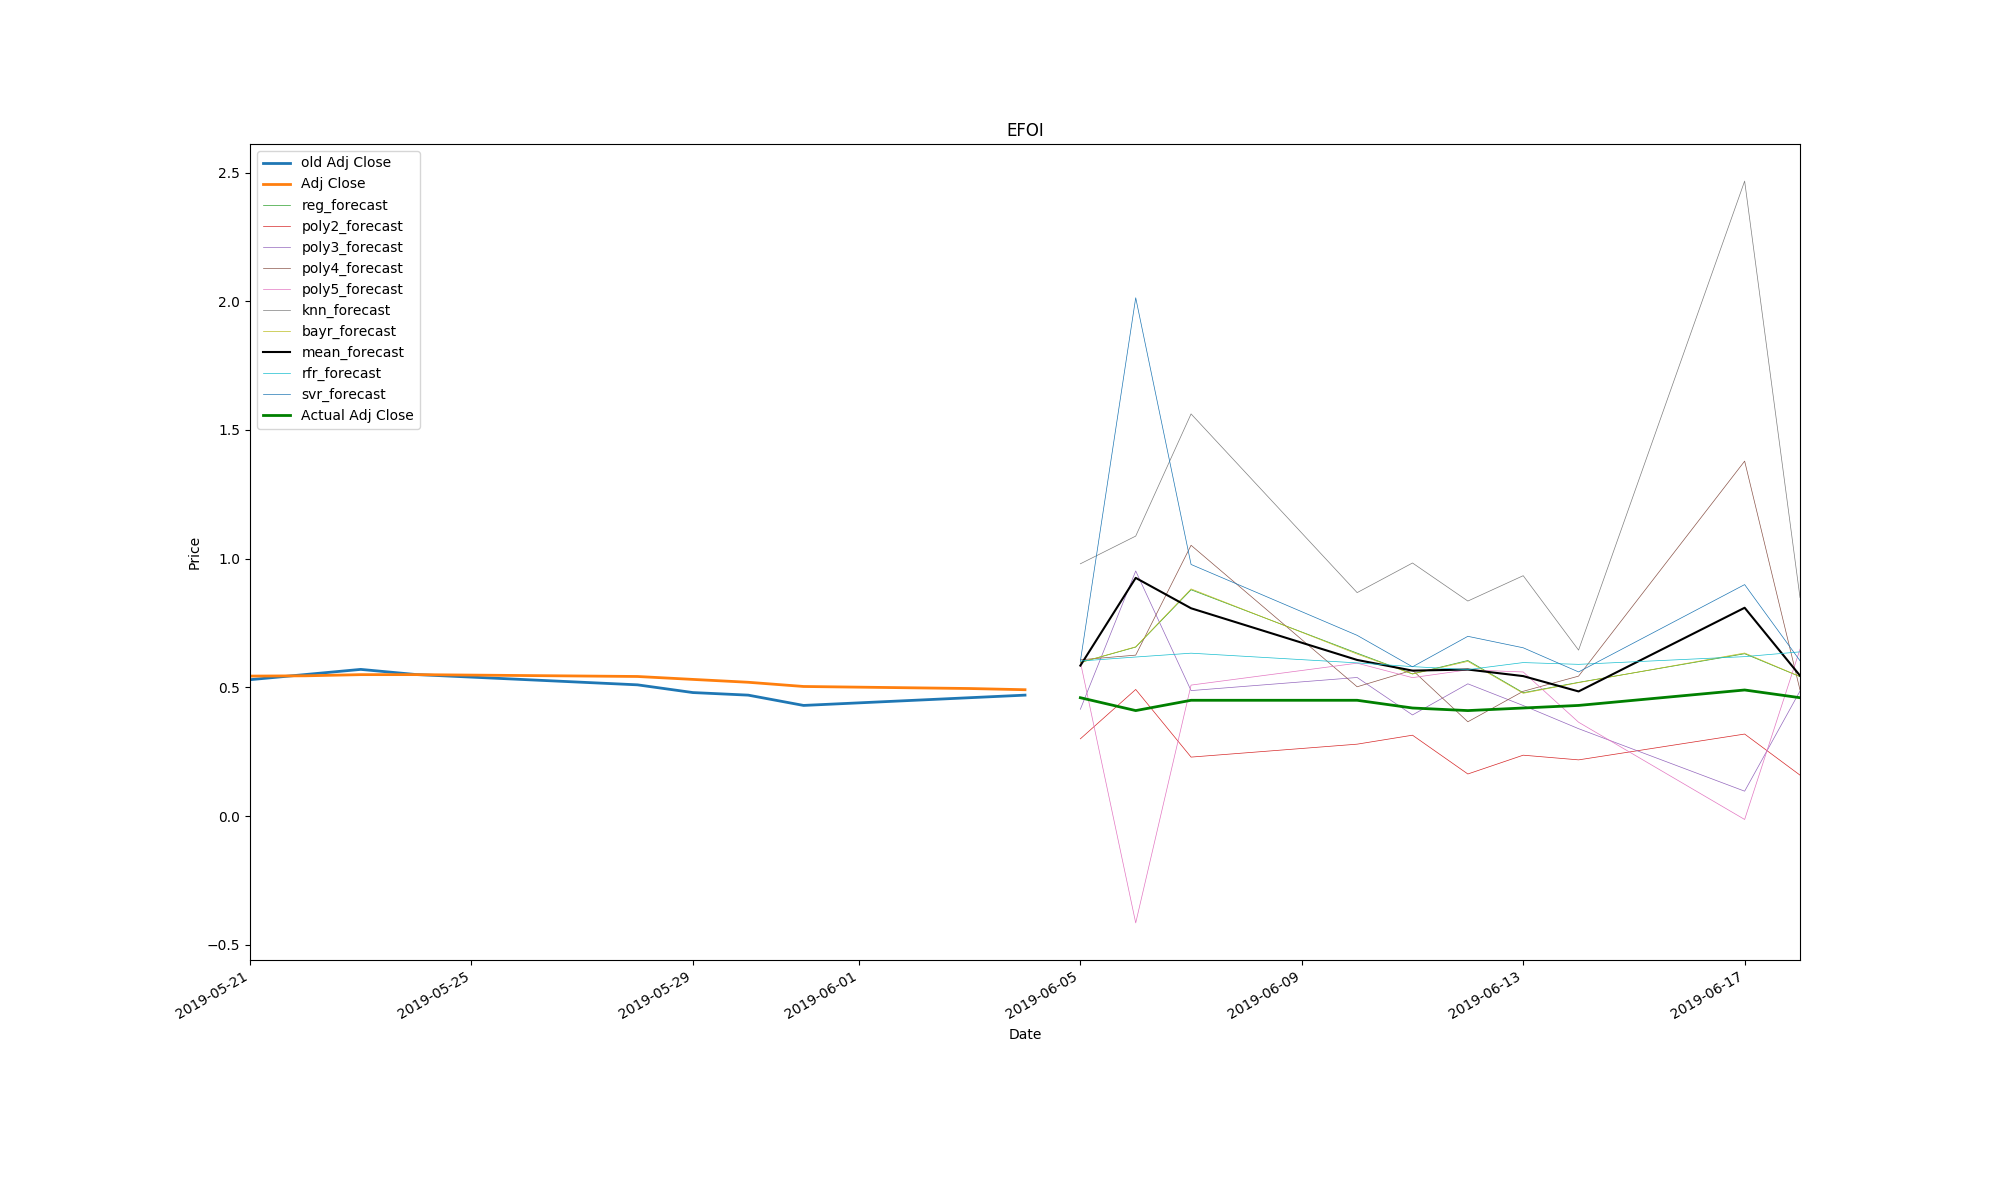 EFOI
old Adj Close
Adj Close
reg_forecast
poly2_forecast
poly3_forecast
poly4_forecast
poly5_forecast
knn_forecast
bayr_forecast
mean_forecast
rfr_forecast
svr_forecast
Actual Adj Close
2.5
2.0
1.5
1.0
0.5
0.0
−0.5
Price
2019-05-21
2019-05-25
2019-05-29
2019-06-01
2019-06-05
2019-06-09
2019-06-13
2019-06-17
Date